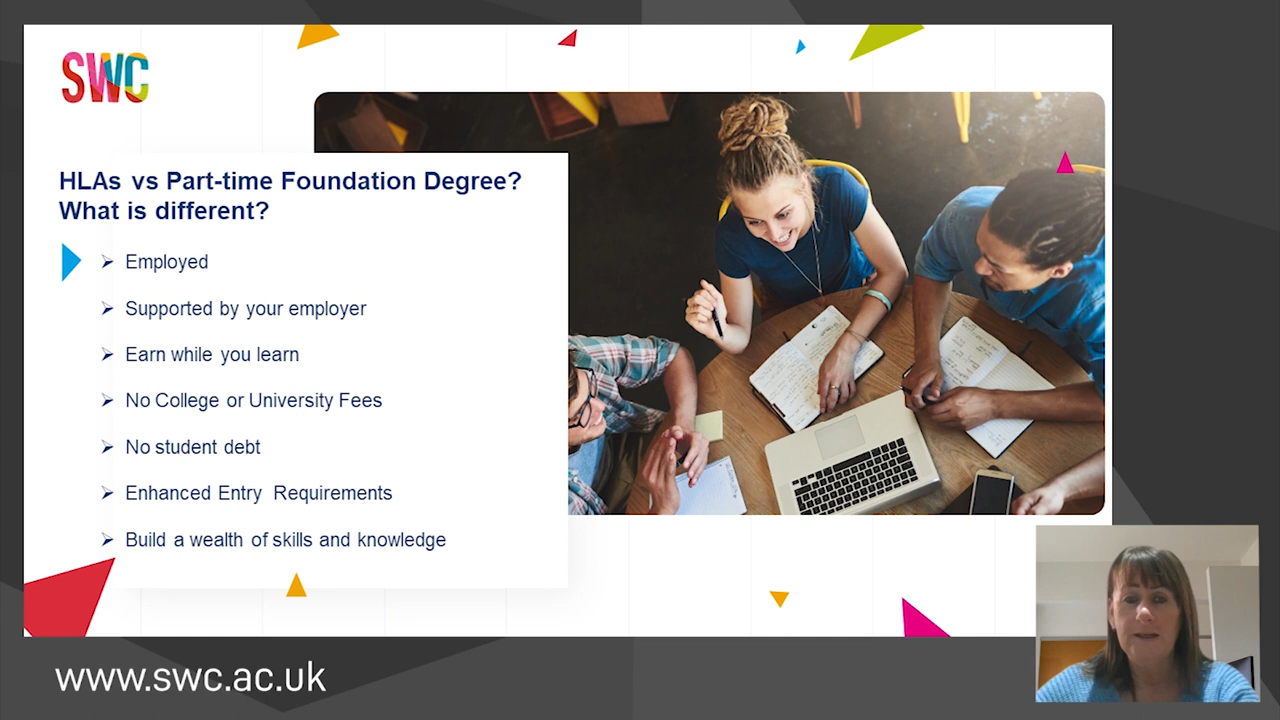 SWC
HLAs vs Part-time Foundation Degree?
What is different?
Employed
Supported by your employer
Earn while you learn
No College or University Fees
No student debt
Enhanced Entry Requirements
Build a wealth of skills and knowledge
www.swc.ac.uk